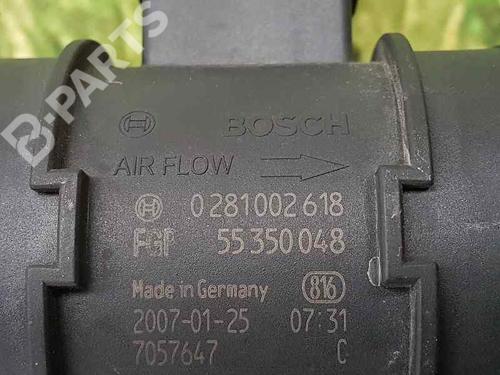 BOSCH
AIR FLOW
0 281 002 618
FGP 55 350 048
Made in Germany 816
2007-01-25 07:31
7057647 C
B-PARTS